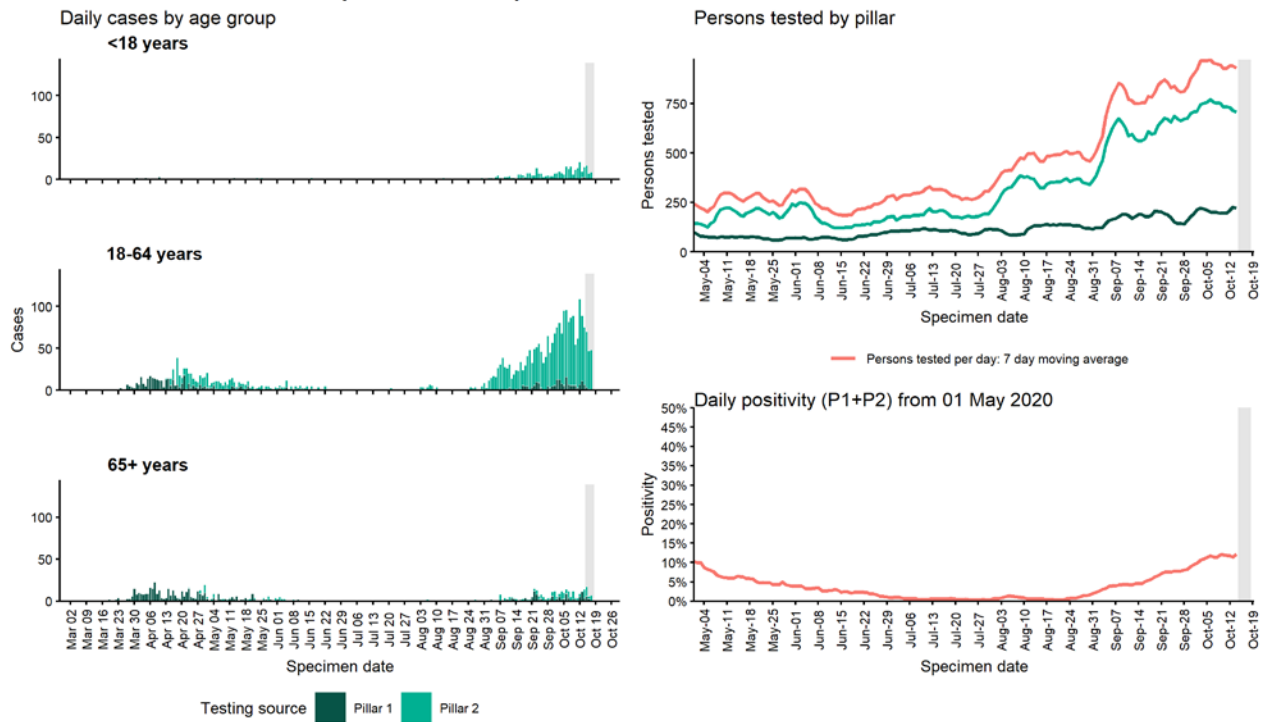 Daily cases by age group
<18 years
100
50
0
Mar 02 Mar 09 Mar 16 Mar 23 Mar 30 Apr 06 Apr 13 Apr 20 Apr 27 May 04 May 11 May 18 May 25 Jun 01 Jun 08 Jun 15 Jun 22 Jun 29 Jul 06 Jul 13 Jul 20 Jul 27 Aug 03 Aug 10 Aug 17 Aug 24 Aug 31 Sep 07 Sep 14 Sep 21 Sep 28 Oct 05 Oct 12 Oct 19 Oct 26
18-64 years
100
50
0
Cases
65+ years
100
50
0
Specimen date
Testing source Pillar 1 Pillar 2
Persons tested by pillar
750
500
250
0
Persons tested
May-04 May-11 May-18 May-25 Jun-01 Jun-08 Jun-15 Jun-22 Jun-29 Jul-06 Jul-13 Jul-20 Jul-27 Aug-03 Aug-10 Aug-17 Aug-24 Aug-31 Sep-07 Sep-14 Sep-21 Sep-28 Oct-05 Oct-12 Oct-19
Specimen date
Persons tested per day: 7 day moving average
Daily positivity (P1+P2) from 01 May 2020
50%
45%
40%
35%
30%
25%
20%
15%
10%
5%
0%
Positivity
May-04 May-11 May-18 May-25 Jun-01 Jun-08 Jun-15 Jun-22 Jun-29 Jul-06 Jul-13 Jul-20 Jul-27 Aug-03 Aug-10 Aug-17 Aug-24 Aug-31 Sep-07 Sep-14 Sep-21 Sep-28 Oct-05 Oct-12 Oct-19
Specimen date